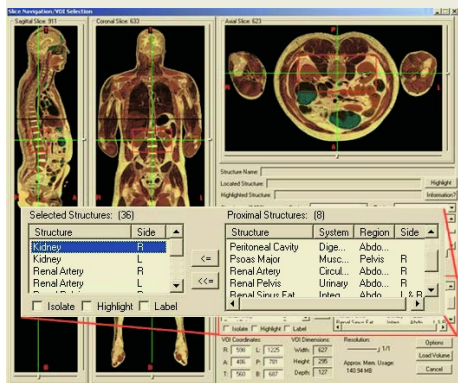 Slice Navigation/VOI Selection
Sagittal Slice: 911
Coronal Slice: 633
Axial Slice: 623
Structure Name:
Located Structure:
Highlight
Highlighted Structure:
Information?
Selected Structures: (36)
Structure Side
Kidney R
Kidney L
Renal Artery R
Renal Artery L
<=
<<=
Isolate Highlight Label
Proximal Structures: (8)
Structure System Region Side
Peritoneal Cavity Dige... Abdo...
Psoas Major Musc... Pelvis R
Renal Artery Circul... Abdo... R
Renal Pelvis Urinary Abdo... R
Renal Sinus Fat Integ... Abdo... L & R
Isolate Highlight Label
VOI Coordinates: VOI Dimensions: Resolution:
R: 598 L: 1225 Width: 627 1/1 Options
A: 486 P: 781 Height: 295 Approx. Mem. Usage: Load Volume
T: 560 B: 687 Depth: 127 140.94 MB Cancel